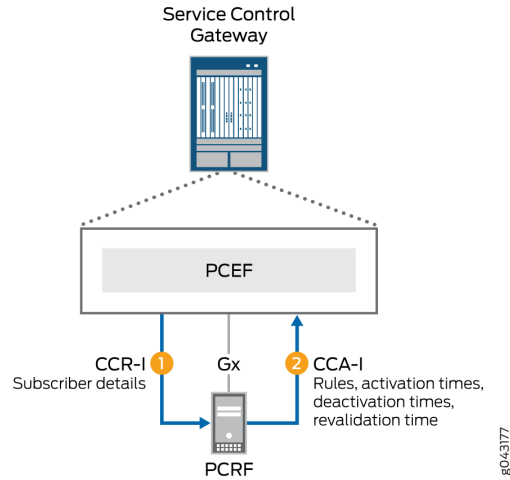 Service Control
Gateway
PCEF
CCR-I 1 Gx 2 CCA-I
Subscriber details
Rules, activation times,
deactivation times,
revalidation time
PCRF
g043177